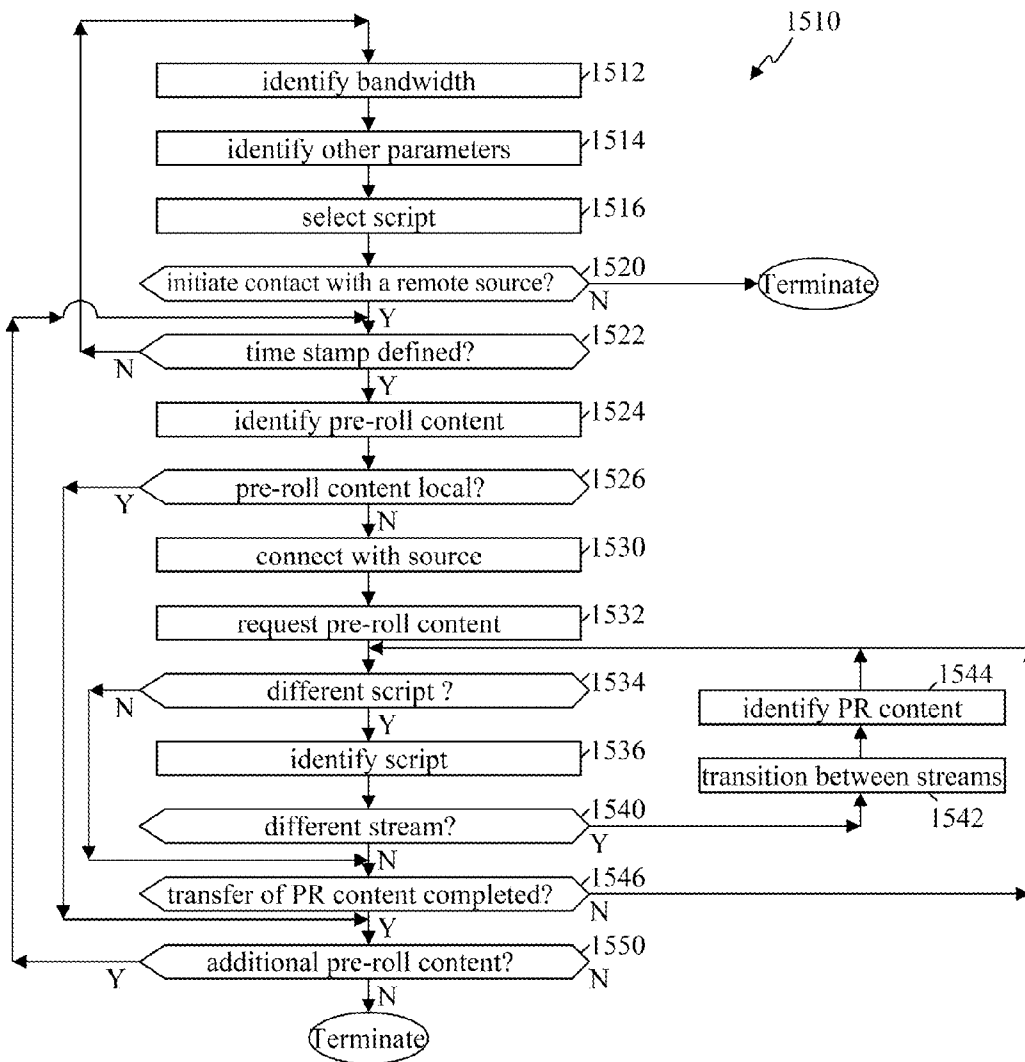 1510
identify bandwidth 1512
identify other parameters 1514
select script 1516
initiate contact with a remote source? 1520
N
Terminate
Y
time stamp defined? 1522
N
Y
identify pre-roll content 1524
pre-roll content local? 1526
Y
N
connect with source 1530
request pre-roll content 1532
different script ? 1534
N
Y
1544
identify PR content
identify script 1536
transition between streams
1542
different stream? 1540
Y
N
transfer of PR content completed? 1546
N
Y
additional pre-roll content? 1550
Y
N
N
Terminate